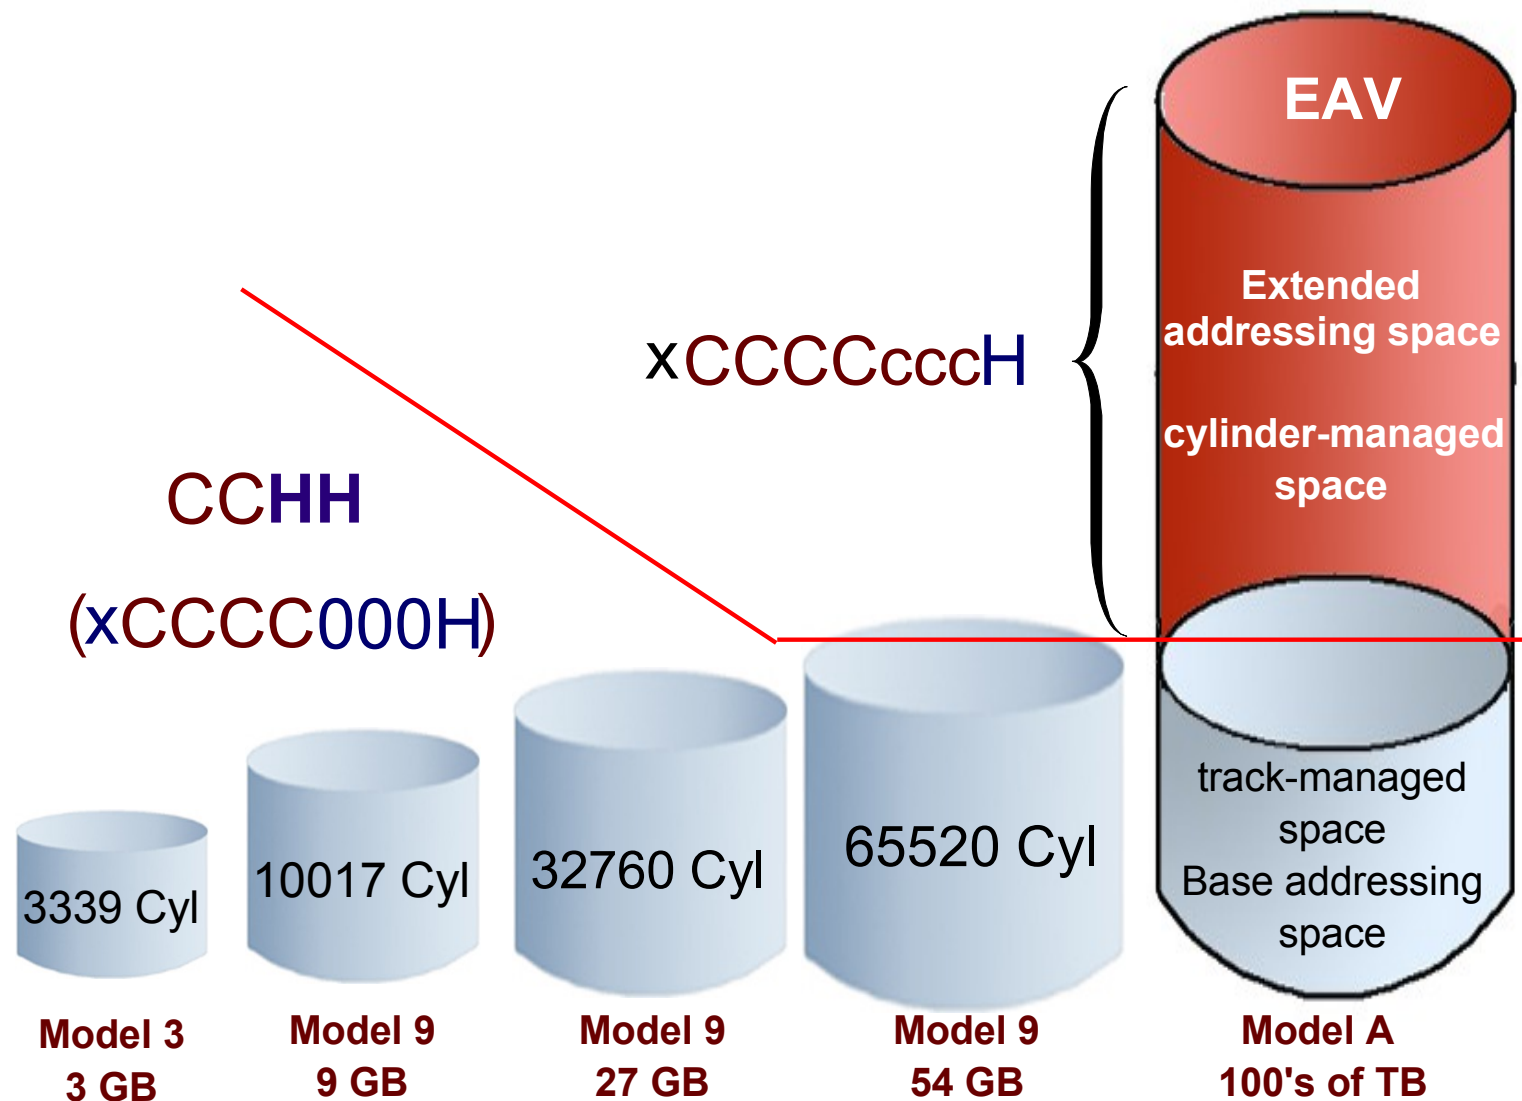 EAV
Extended
addressing space
cylinder-managed
space
xCCCCcccH
CCHH
(xCCCC000H)
track-managed
space
Base addressing
space
3339 Cyl
10017 Cyl
32760 Cyl
65520 Cyl
Model 3
3 GB
Model 9
9 GB
Model 9
27 GB
Model 9
54 GB
Model A
100's of TB